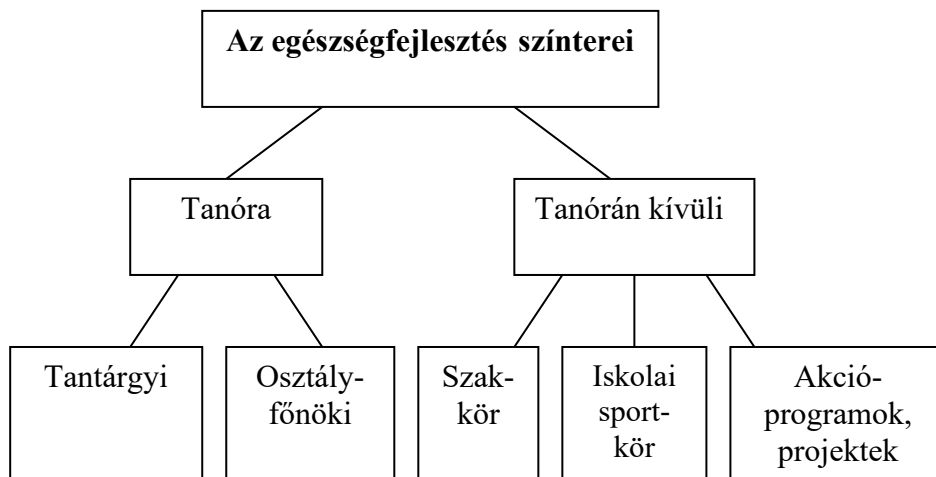 Az egészségfejlesztés színterei
Tanóra
Tanórán kívüli
Tantárgyi
Osztály-
főnöki
Szak-
kör
Iskolai
sport-
kör
Akció-
programok,
projektek